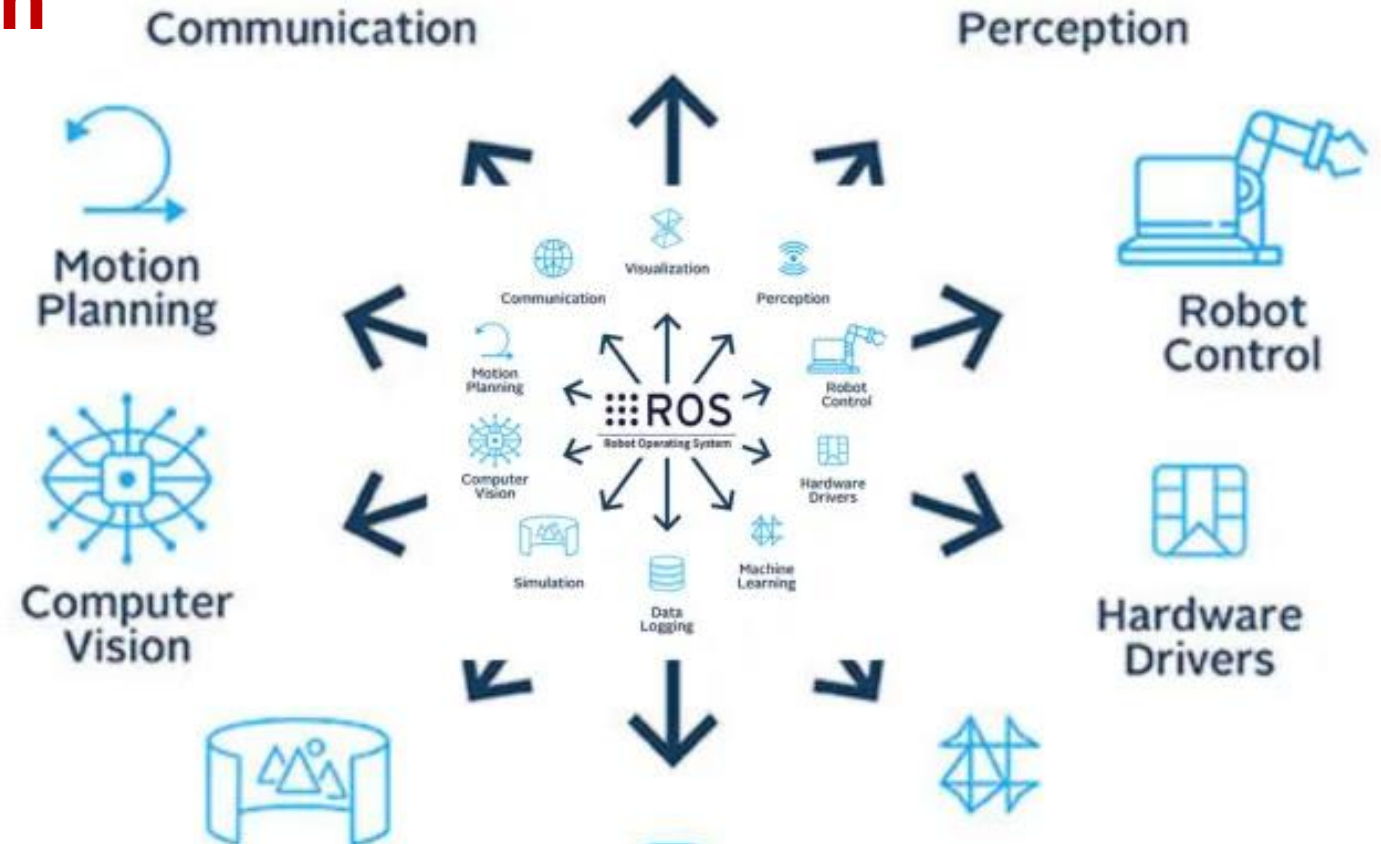 n
Communication
Perception
Motion
Planning
Robot
Control
Computer
Vision
Hardware
Drivers
Visualization
Communication
Perception
Motion
Planning
Robot
Control
ROS
Robot Operating System
Computer
Vision
Hardware
Drivers
Simulation
Machine
Learning
Data
Logging